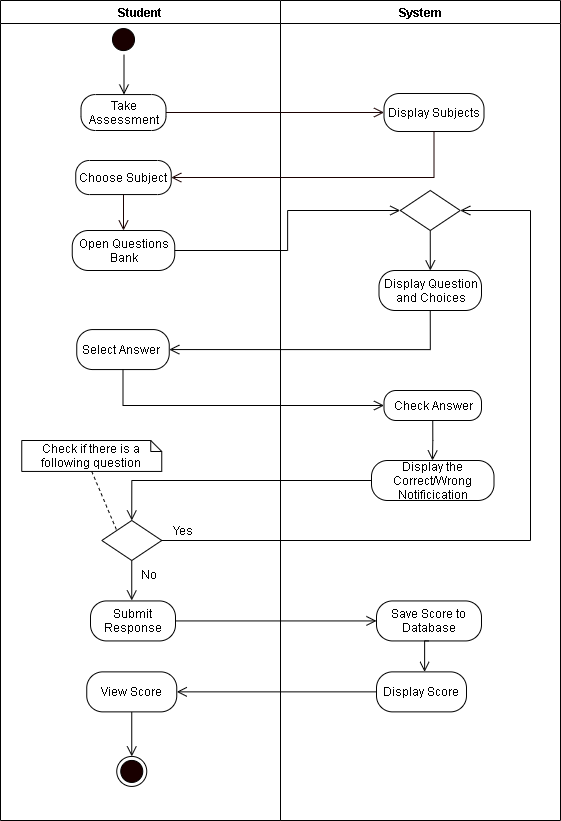 Student
System
Take
Assessment
Display Subjects
Choose Subject
Open Questions
Bank
Display Question
and Choices
Select Answer
Check Answer
Check if there is a
following question
Display the
Correct/Wrong
Notificication
Yes
No
Submit
Response
Save Score to
Database
View Score
Display Score